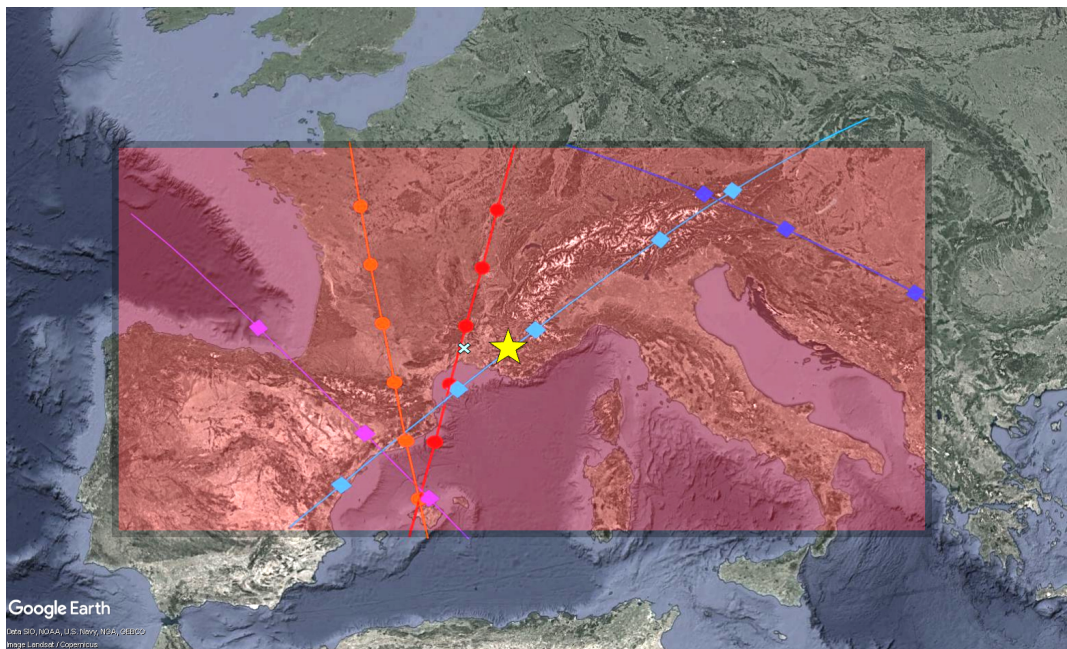 Google Earth
Data SIO, NOAA, U.S. Navy, NGA, GEBCO
Image Landsat / Copernicus